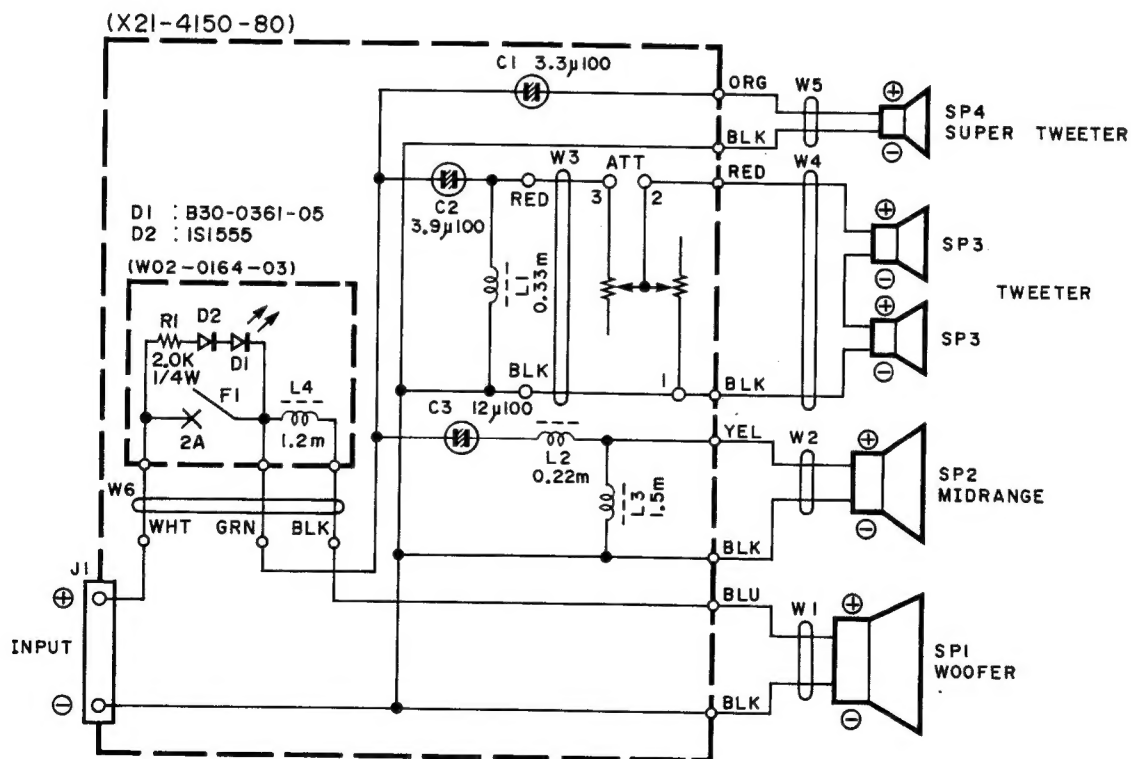 (X21-4150-80)
C1 3.3μ100
ORG
W5
⊕
SP4
SUPER TWEETER
BLK
⊖
W3
ATT
RED
W4
C2
3.9μ100
RED
3
2
D1 : B30-0361-05
D2 : 1S1555
(W02-0164-03)
L1
0.33m
⊕
SP3
⊖
TWEETER
⊕
SP3
⊖
R1
D2
2.0K
1/4W
D1
F1
L4
2A
1.2m
BLK
1
BLK
C3 12μ100
L2
0.22m
YEL
W2
⊕
SP2
MIDRANGE
L3
1.5m
BLK
⊖
W6
WHT
GRN
BLK
J1
⊕
INPUT
⊖
BLU
W1
⊕
SP1
WOOFER
BLK
⊖